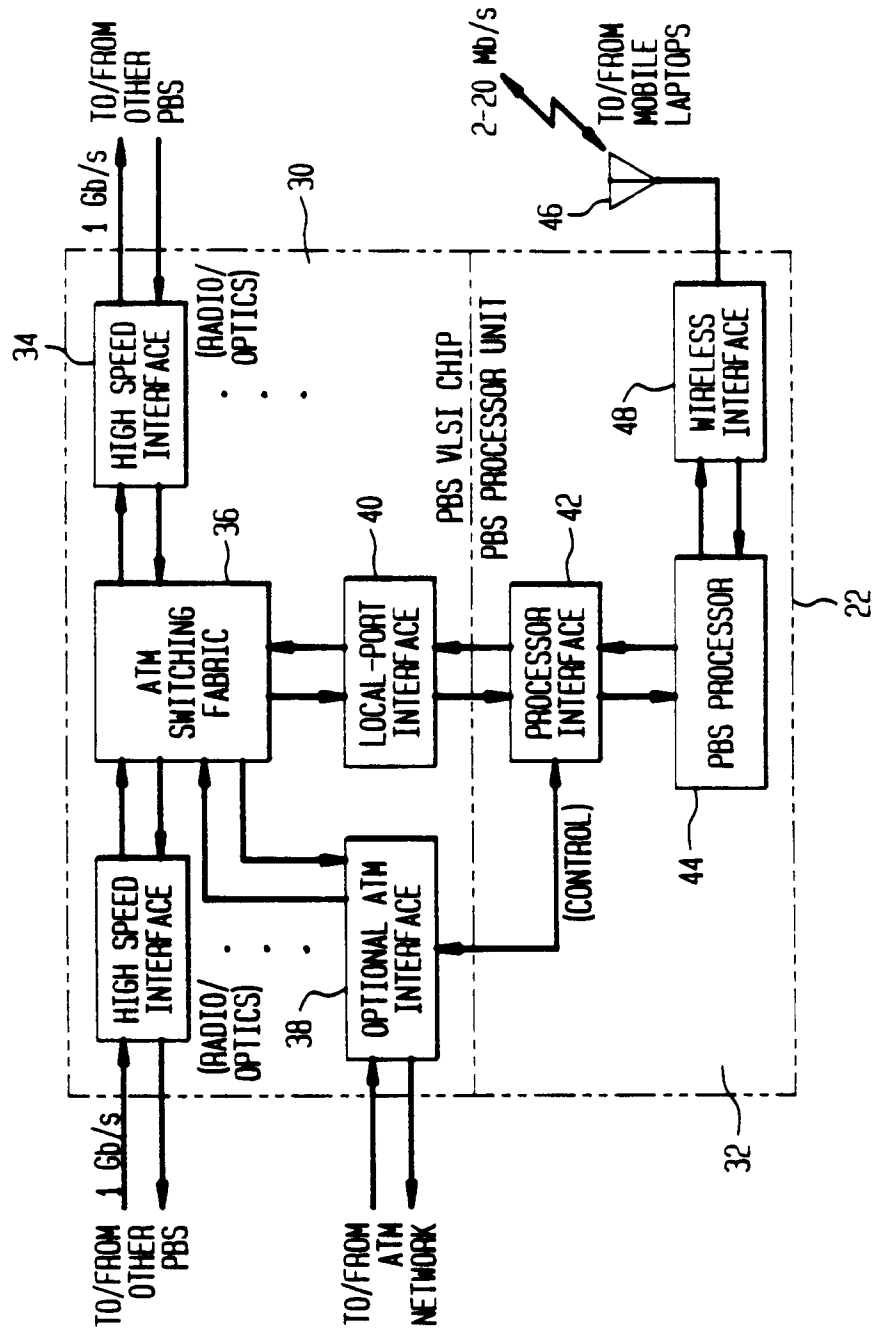 TO/FROM
OTHER
PBS
1 Gb/s
HIGH SPEED
INTERFACE
(RADIO/
OPTICS)
ATM
SWITCHING
FABRIC
36
34
HIGH SPEED
INTERFACE
(RADIO/
OPTICS)
1 Gb/s
TO/FROM
OTHER
PBS
30
TO/FROM
ATM
NETWORK
38
OPTIONAL ATM
INTERFACE
LOCAL-PORT
INTERFACE
40
PBS VLSI CHIP
PBS PROCESSOR UNIT
(CONTROL)
PROCESSOR
INTERFACE
42
44
PBS PROCESSOR
48
WIRELESS
INTERFACE
46
2-20 Mb/s
TO/FROM
MOBILE
LAPTOPS
32
22